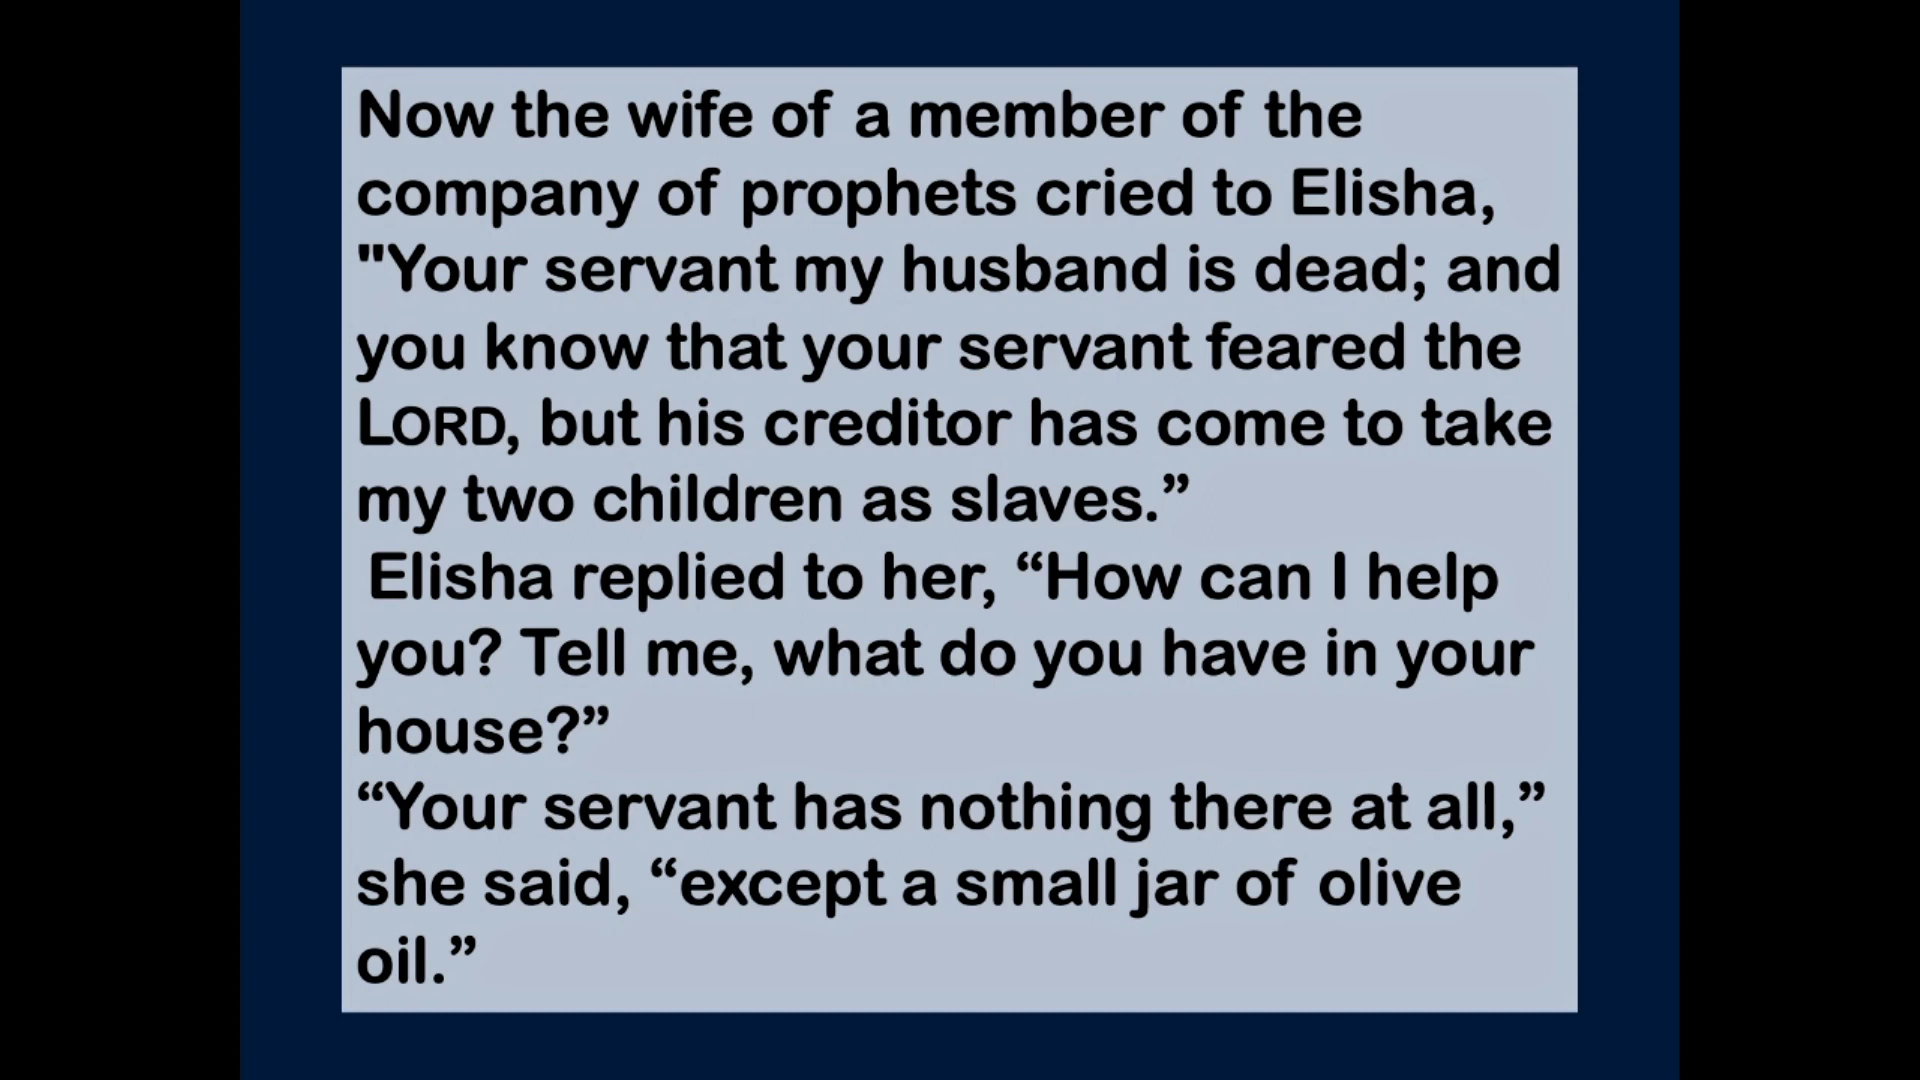 Now the wife of a member of the
company of prophets cried to Elisha,
"Your servant my husband is dead; and
you know that your servant feared the
LORD, but his creditor has come to take
my two children as slaves.”
Elisha replied to her, “How can I help
you? Tell me, what do you have in your
house?”
“Your servant has nothing there at all,”
she said, “except a small jar of olive
oil.”